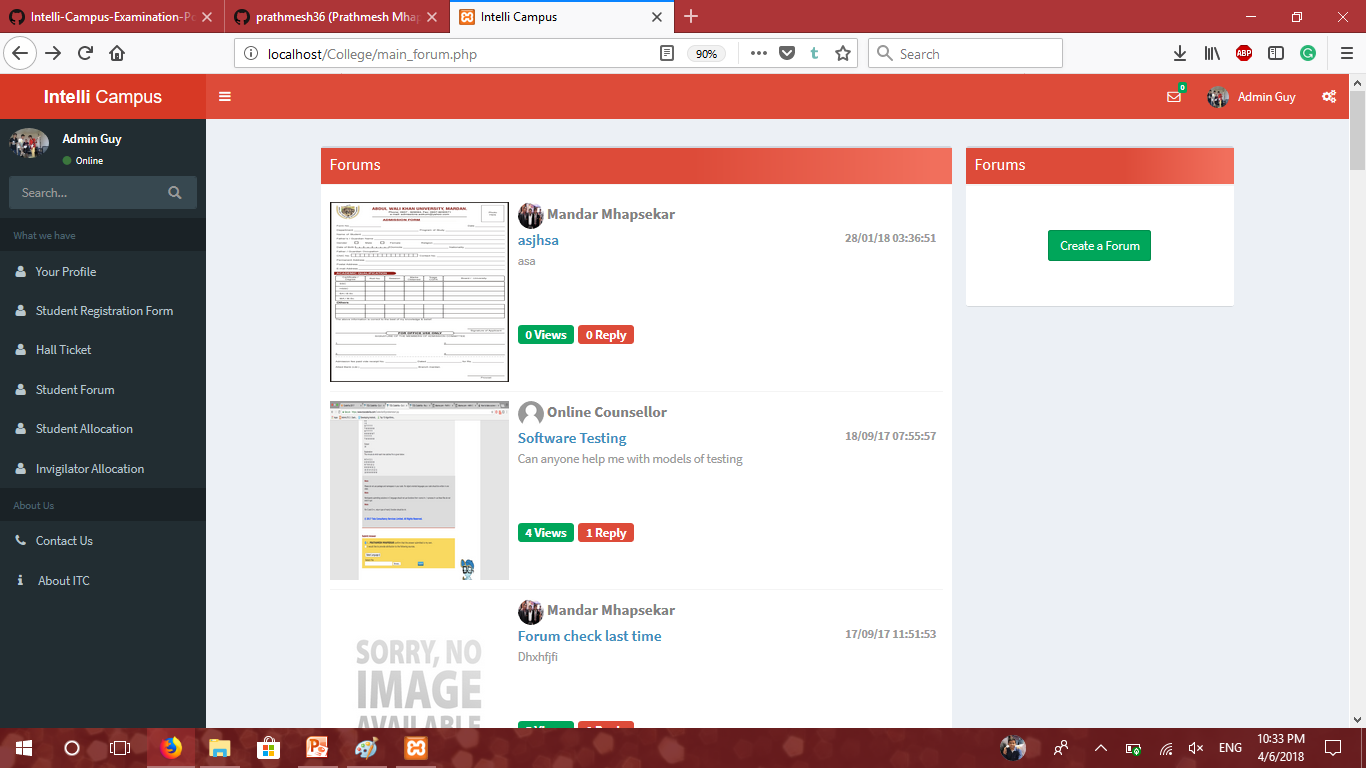 Intelli-Campus-Examination-Po
prathmesh36 (Prathmesh Mhap
Intelli Campus
localhost/College/main_forum.php
90%
t
Search
ABP
Intelli Campus
0
Admin Guy
Admin Guy
Online
Search...
What we have
Your Profile
Student Registration Form
Hall Ticket
Student Forum
Student Allocation
Invigilator Allocation
About Us
Contact Us
About ITC
Forums
ABDUL WALI KHAN UNIVERSITY, MARDAN.
ADMISSION FORM
FOR OFFICE USE ONLY
Mandar Mhapsekar
asjhsa
28/01/18 03:36:51
asa
0 Views 0 Reply
Online Counsellor
Software Testing
18/09/17 07:55:57
Can anyone help me with models of testing
4 Views 1 Reply
SORRY, NO
IMAGE
AVAILABLE
Mandar Mhapsekar
Forum check last time
17/09/17 11:51:53
Dhxhfjfi
Forums
Create a Forum
ENG
10:33 PM
4/6/2018